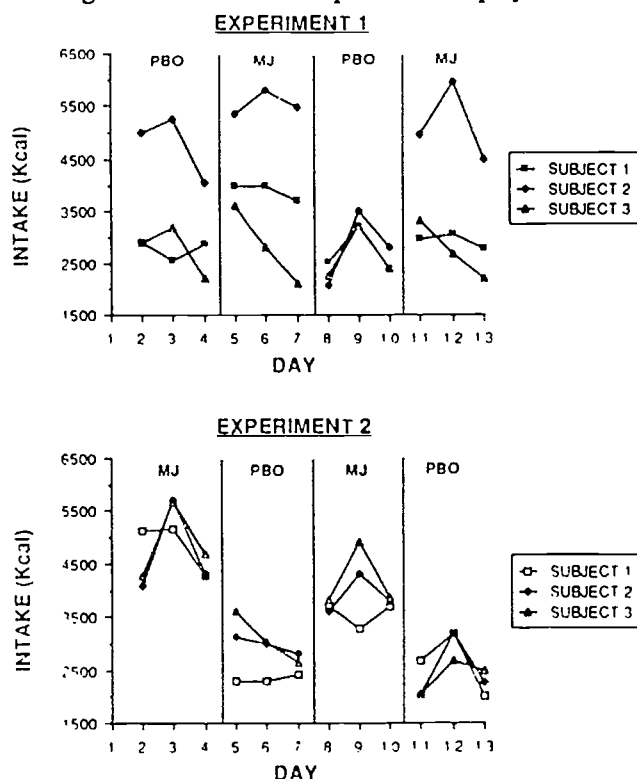 EXPERIMENT 1
PBO MJ PBO MJ
6500
5500
4500
3500
2500
1500
INTAKE (Kcal)
1 2 3 4 5 6 7 8 9 10 11 12 13
DAY
SUBJECT 1
SUBJECT 2
SUBJECT 3
EXPERIMENT 2
MJ PBO MJ PBO
6500
5500
4500
3500
2500
1500
INTAKE (Kcal)
1 2 3 4 5 6 7 8 9 10 11 12 13
DAY
SUBJECT 1
SUBJECT 2
SUBJECT 3